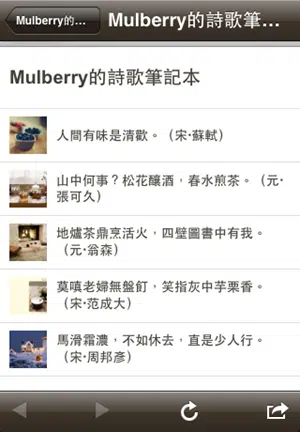 Mulberry的...
Mulberry的詩歌筆...
Mulberry的詩歌筆記本
人間有味是清歡。（宋·蘇軾）
山中何事？松花釀酒，春水煎茶。（元·
張可久）
地爐茶鼎烹活火，四壁圖書中有我。
（元·翁森）
莫嗔老婦無盤飣，笑指灰中芋栗香。
（宋·范成大）
馬滑霜濃，不如休去，直是少人行。
（宋·周邦彥）